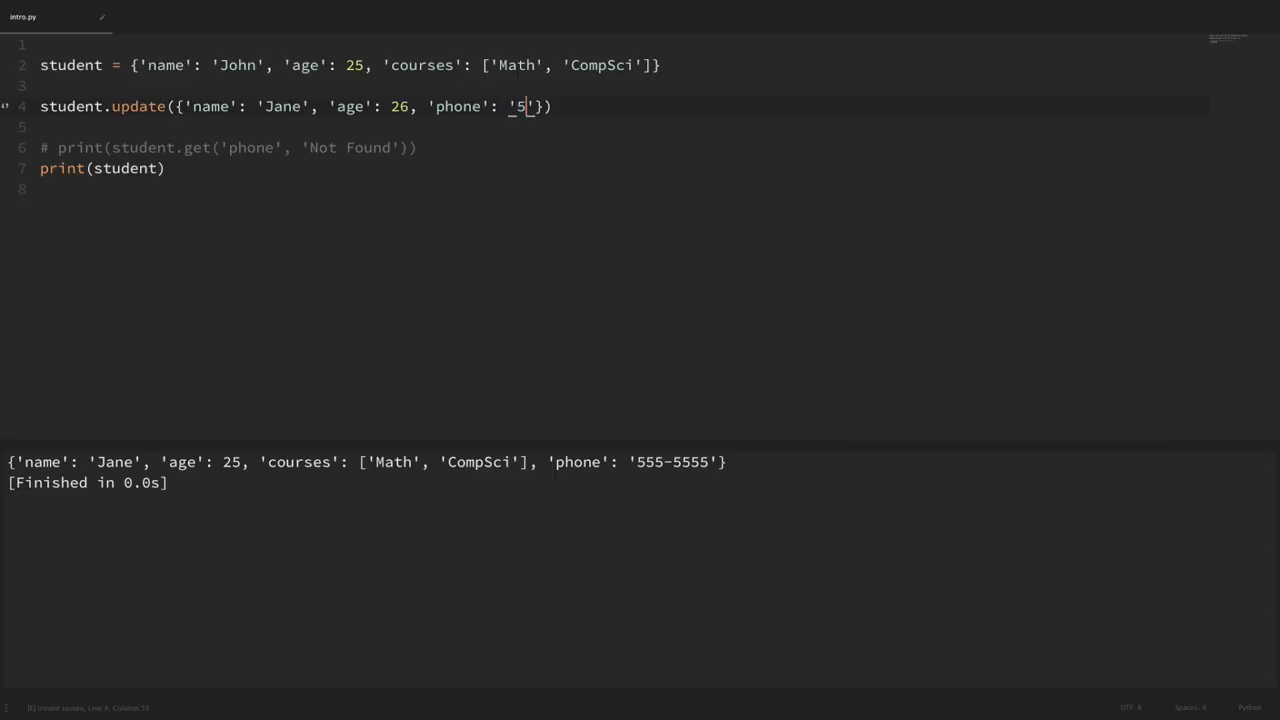 intro.py
1
2 student = {'name': 'John', 'age': 25, 'courses': ['Math', 'CompSci']}
3
4 student.update({'name': 'Jane', 'age': 26, 'phone': '5'})
5
6 # print(student.get('phone', 'Not Found'))
7 print(student)
8
{'name': 'Jane', 'age': 25, 'courses': ['Math', 'CompSci'], 'phone': '555-5555'}
[Finished in 0.0s]
[E] invalid syntax, Line 4, Column 55 UTF-8 Spaces: 4 Python